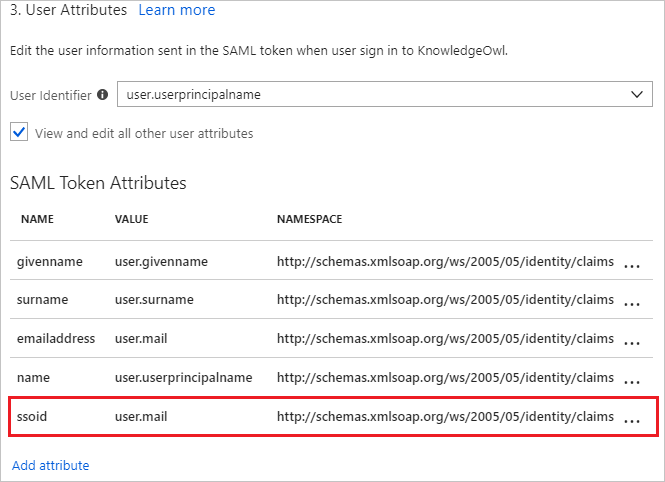 3. User Attributes Learn more
Edit the user information sent in the SAML token when user sign in to KnowledgeOwl.
User Identifier user.userprincipalname
View and edit all other user attributes
SAML Token Attributes
NAME VALUE NAMESPACE
givenname user.givenname http://schemas.xmlsoap.org/ws/2005/05/identity/claims ...
surname user.surname http://schemas.xmlsoap.org/ws/2005/05/identity/claims ...
emailaddress user.mail http://schemas.xmlsoap.org/ws/2005/05/identity/claims ...
name user.userprincipalname http://schemas.xmlsoap.org/ws/2005/05/identity/claims ...
ssoid user.mail http://schemas.xmlsoap.org/ws/2005/05/identity/claims ...
Add attribute